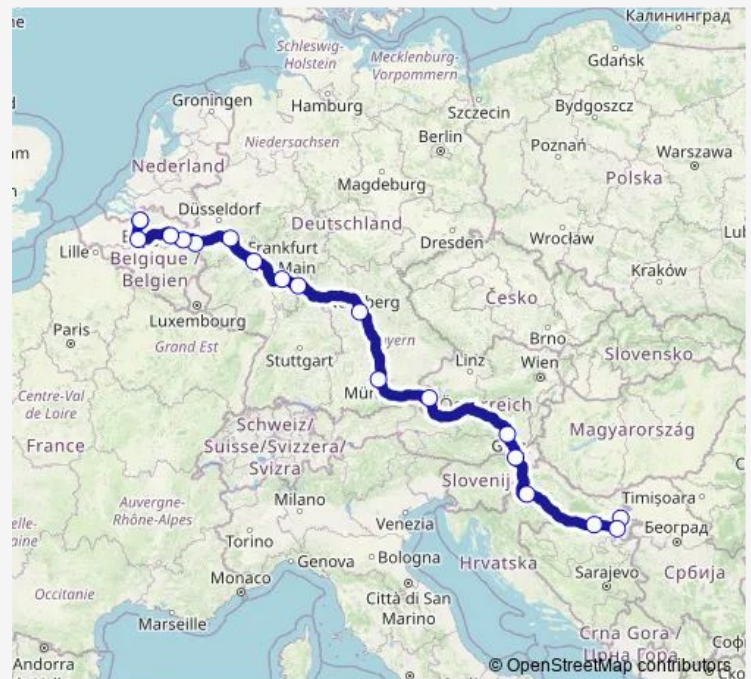 Калининград
Schleswig-
Holstein
Mecklenburg-
Vorpommern
Gdańsk
Groningen
Hamburg
Szczecin
Bydgoszcz
Niedersachsen
Berlin
Poznań
Warszawa
Nederland
Magdeburg
Polska
Düsseldorf
Deutschland
Lille
Belgique /
Belgien
Frankfurt
Main
Dresden
Wrocław
Kraków
Luxembourg
Česko
Paris
Grand Est
Stuttgart
Linz
Wien
Brno
Slovensko
Centre-Val
de Loire
France
Schweiz/
Suisse/Svizzera/
Svizra
Magyarország
Auvergne-
Rhône-Alpes
Milano
Venezia
Timișoara
Torino
Београд
Genova
Bologna
Hrvatska
Sarajevo
Србија
Occitanie
Monaco
Città di San
Marino
Marseille
Crna Gora /
Црна Гора
Andorra
© OpenStreetMap contributors